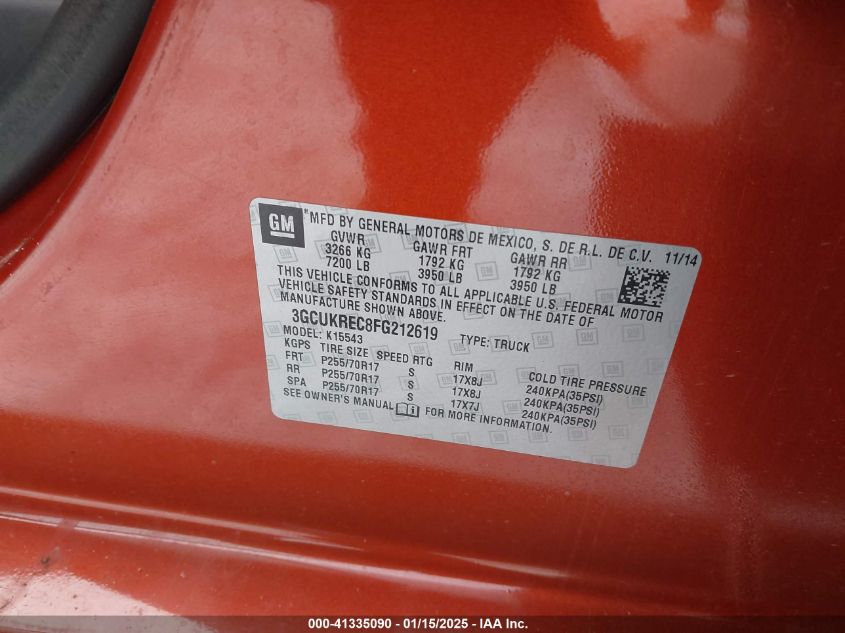 GM
*MFD BY GENERAL MOTORS DE MEXICO, S. DE R.L. DE C.V. 11/14
GVWR GAWR FRT GAWR RR
3266 KG 1792 KG 1792 KG
7200 LB 3950 LB 3950 LB
THIS VEHICLE CONFORMS TO ALL APPLICABLE U.S. FEDERAL MOTOR
VEHICLE SAFETY STANDARDS IN EFFECT ON THE DATE OF
MANUFACTURE SHOWN ABOVE.
3GCUKREC8FG212619 TYPE: TRUCK
MODEL: K15543
KGPS TIRE SIZE SPEED RTG RIM COLD TIRE PRESSURE
FRT P255/70R17 S 17X8J 240KPA(35PSI)
RR P255/70R17 S 17X8J 240KPA(35PSI)
SPA P255/70R17 S 17X7J 240KPA(35PSI)
SEE OWNER'S MANUAL FOR MORE INFORMATION.
000-41335090 - 01/15/2025 - IAA Inc.